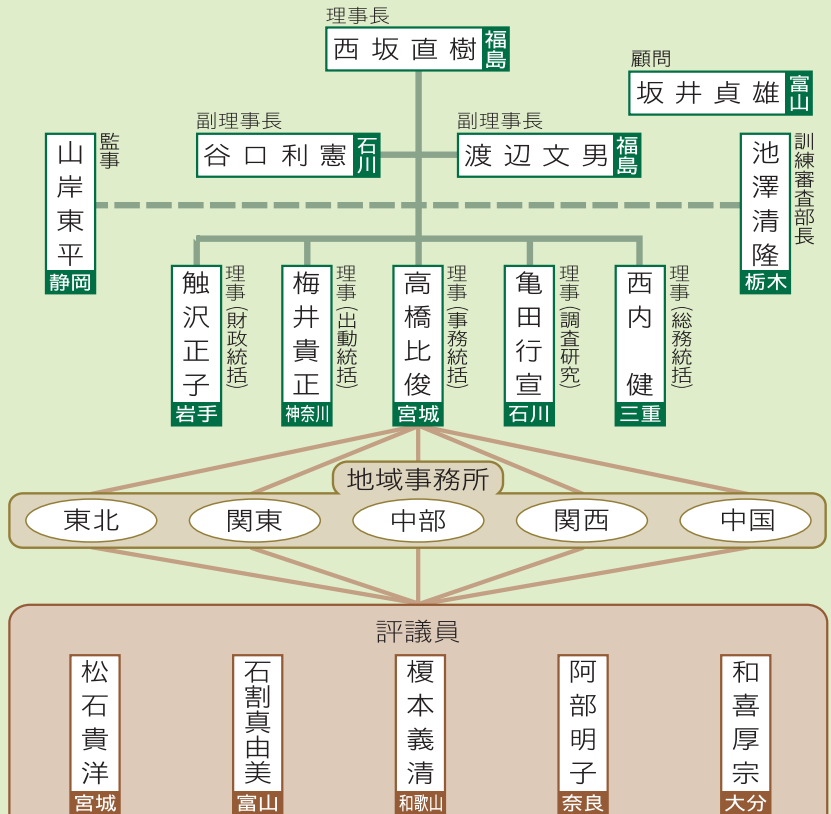 理事長
西坂直樹 福島
顧問
坂井貞雄 富山
副理事長
谷口利憲 石川
副理事長
渡辺文男 福島
監事
山岸東平
静岡
訓練審査部長
池澤清隆
栃木
理事(財政統括)
触沢正子
岩手
理事(出動統括)
梅井貴正
神奈川
理事(事務統括)
高橋比俊
宮城
理事(調査研究)
亀田行宣
石川
理事(総務統括)
西内 健
三重
地域事務所
東北
関東
中部
関西
中国
評議員
松石貴洋
宮城
石割真由美
富山
榎本義清
和歌山
阿部明子
奈良
和喜厚宗
大分